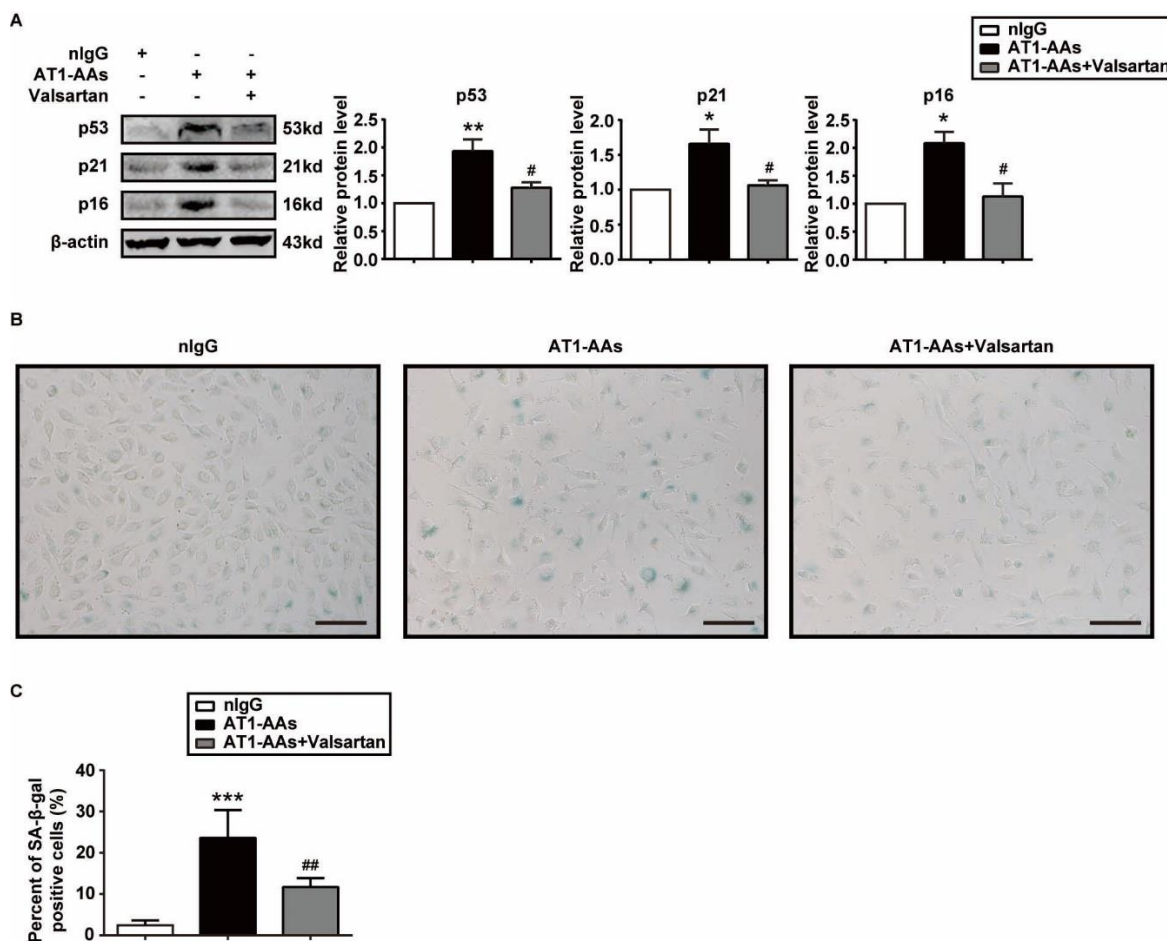 A
nIgG + - -
AT1-AAs - + +
Valsartan - - +
p53 53kd
p21 21kd
p16 16kd
β-actin 43kd
nIgG
AT1-AAs
AT1-AAs+Valsartan
p53
Relative protein level
2.5
2.0
1.5
1.0
0.5
0.0
**
#
p21
Relative protein level
2.0
1.5
1.0
0.5
0.0
*
#
p16
Relative protein level
2.5
2.0
1.5
1.0
0.5
0.0
*
#
B
nIgG
AT1-AAs
AT1-AAs+Valsartan
C
nIgG
AT1-AAs
AT1-AAs+Valsartan
Percent of SA-β-gal
positive cells (%)
40
30
20
10
0
***
##